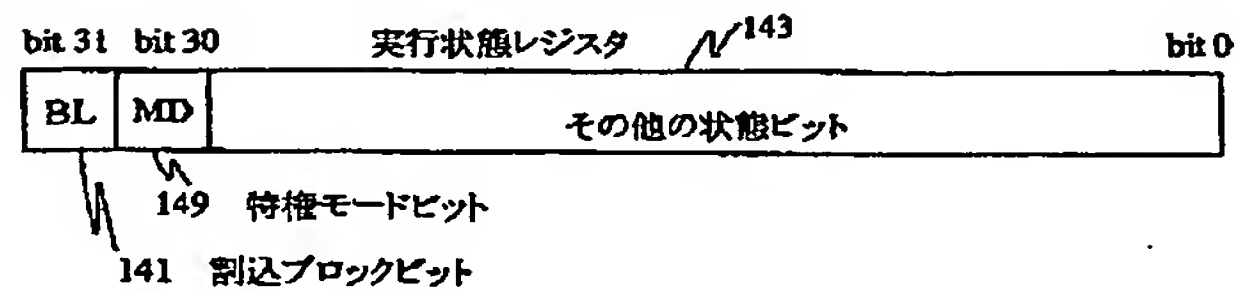 bit 31 bit 30 実行状態レジスタ 143 bit 0
BL MD その他の状態ビット
149 特権モードビット
141 割込ブロックビット